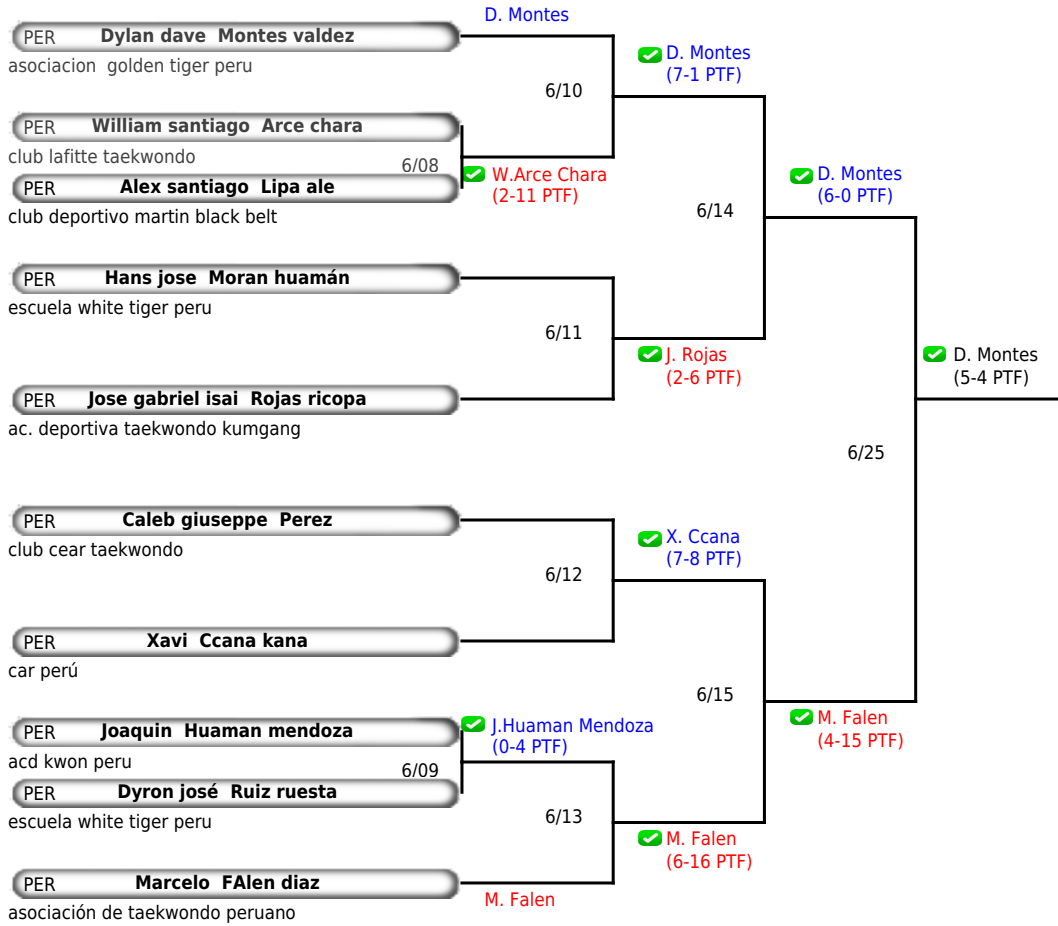 D. Montes
PER Dylan dave Montes valdez
asociacion golden tiger peru
D. Montes
(7-1 PTF)
6/10
PER William santiago Arce chara
club lafitte taekwondo
6/08
W.Arce Chara
(2-11 PTF)
PER Alex santiago Lipa ale
club deportivo martin black belt
D. Montes
(6-0 PTF)
6/14
PER Hans jose Moran huamán
escuela white tiger peru
6/11
J. Rojas
(2-6 PTF)
D. Montes
(5-4 PTF)
PER Jose gabriel isai Rojas ricopa
ac. deportiva taekwondo kumgang
6/25
PER Caleb giuseppe Perez
club cear taekwondo
X. Ccana
(7-8 PTF)
6/12
PER Xavi Ccana kana
car perú
6/15
PER Joaquin Huaman mendoza
acd kwon peru
J.Huaman Mendoza
(0-4 PTF)
M. Falen
(4-15 PTF)
6/09
PER Dyron josé Ruiz ruesta
escuela white tiger peru
6/13
M. Falen
(6-16 PTF)
PER Marcelo FAlen diaz
asociación de taekwondo peruano
M. Falen